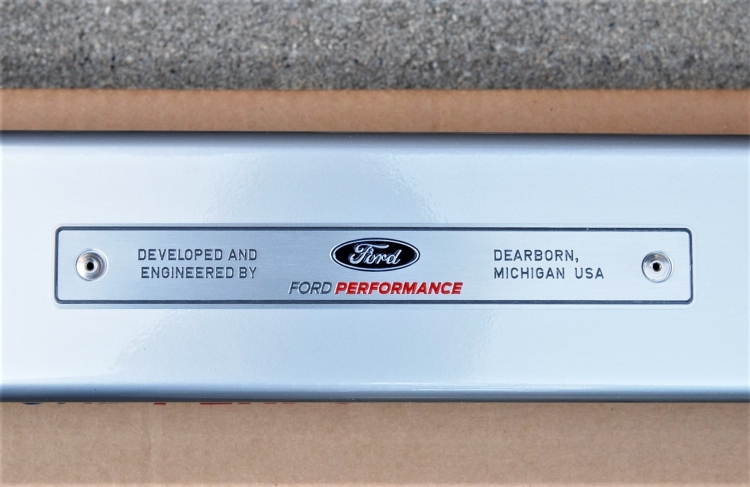 DEVELOPED AND
ENGINEERED BY
Ford
FORD PERFORMANCE
DEARBORN,
MICHIGAN USA